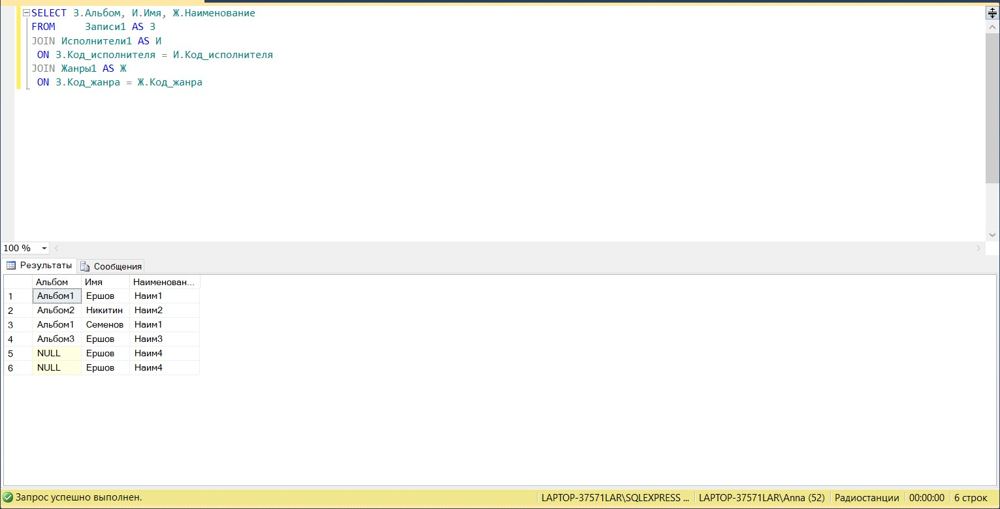 SELECT З.Альбом, И.Имя, Ж.Наименование
FROM     Записи1 AS З
JOIN Исполнители1 AS И
 ON З.Код_исполнителя = И.Код_исполнителя
JOIN Жанры1 AS Ж
 ON З.Код_жанра = Ж.Код_жанра
100 %
Результаты Сообщения
Альбом Имя Наименован...
1 Альбом1 Ершов Наим1
2 Альбом2 Никитин Наим2
3 Альбом1 Семенов Наим1
4 Альбом3 Ершов Наим3
5 NULL Ершов Наим4
6 NULL Ершов Наим4
Запрос успешно выполнен. LAPTOP-37571LAR\SQLEXPRESS ... LAPTOP-37571LAR\Anna (52) Радиостанции 00:00:00 6 строк